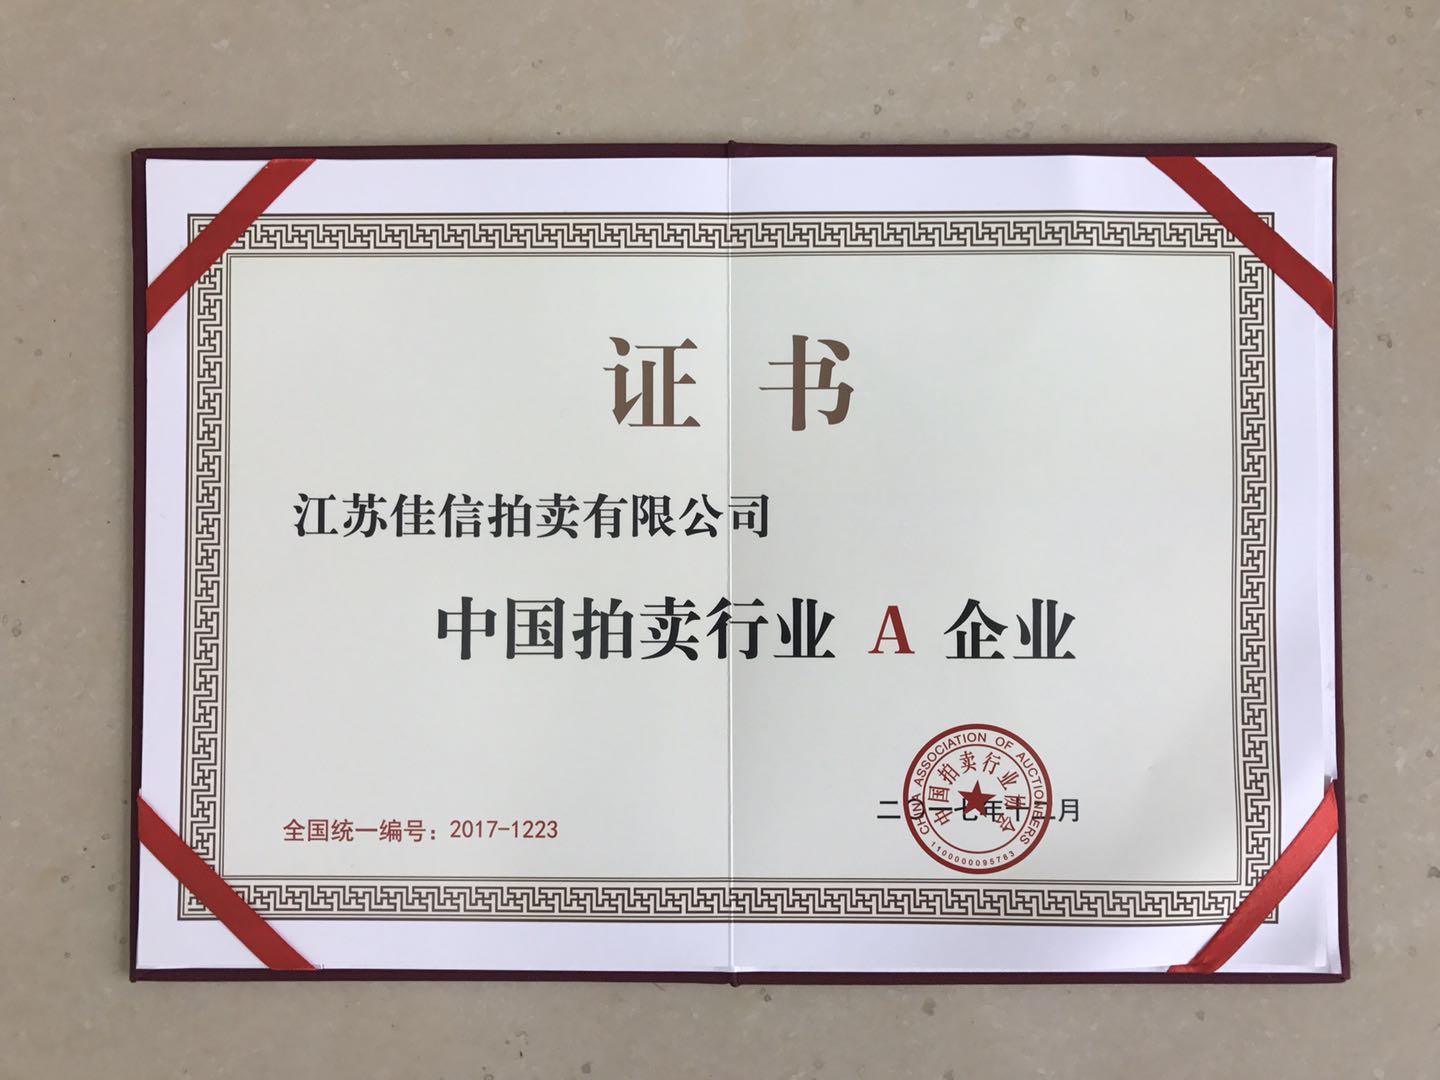 证书
江苏佳信拍卖有限公司
中国拍卖行业 A 企业
二〇一七年十二月
CHINA ASSOCIATION OF AUCTIONEERS
中国拍卖行业协会
1100000095763
全国统一编号：2017-1223